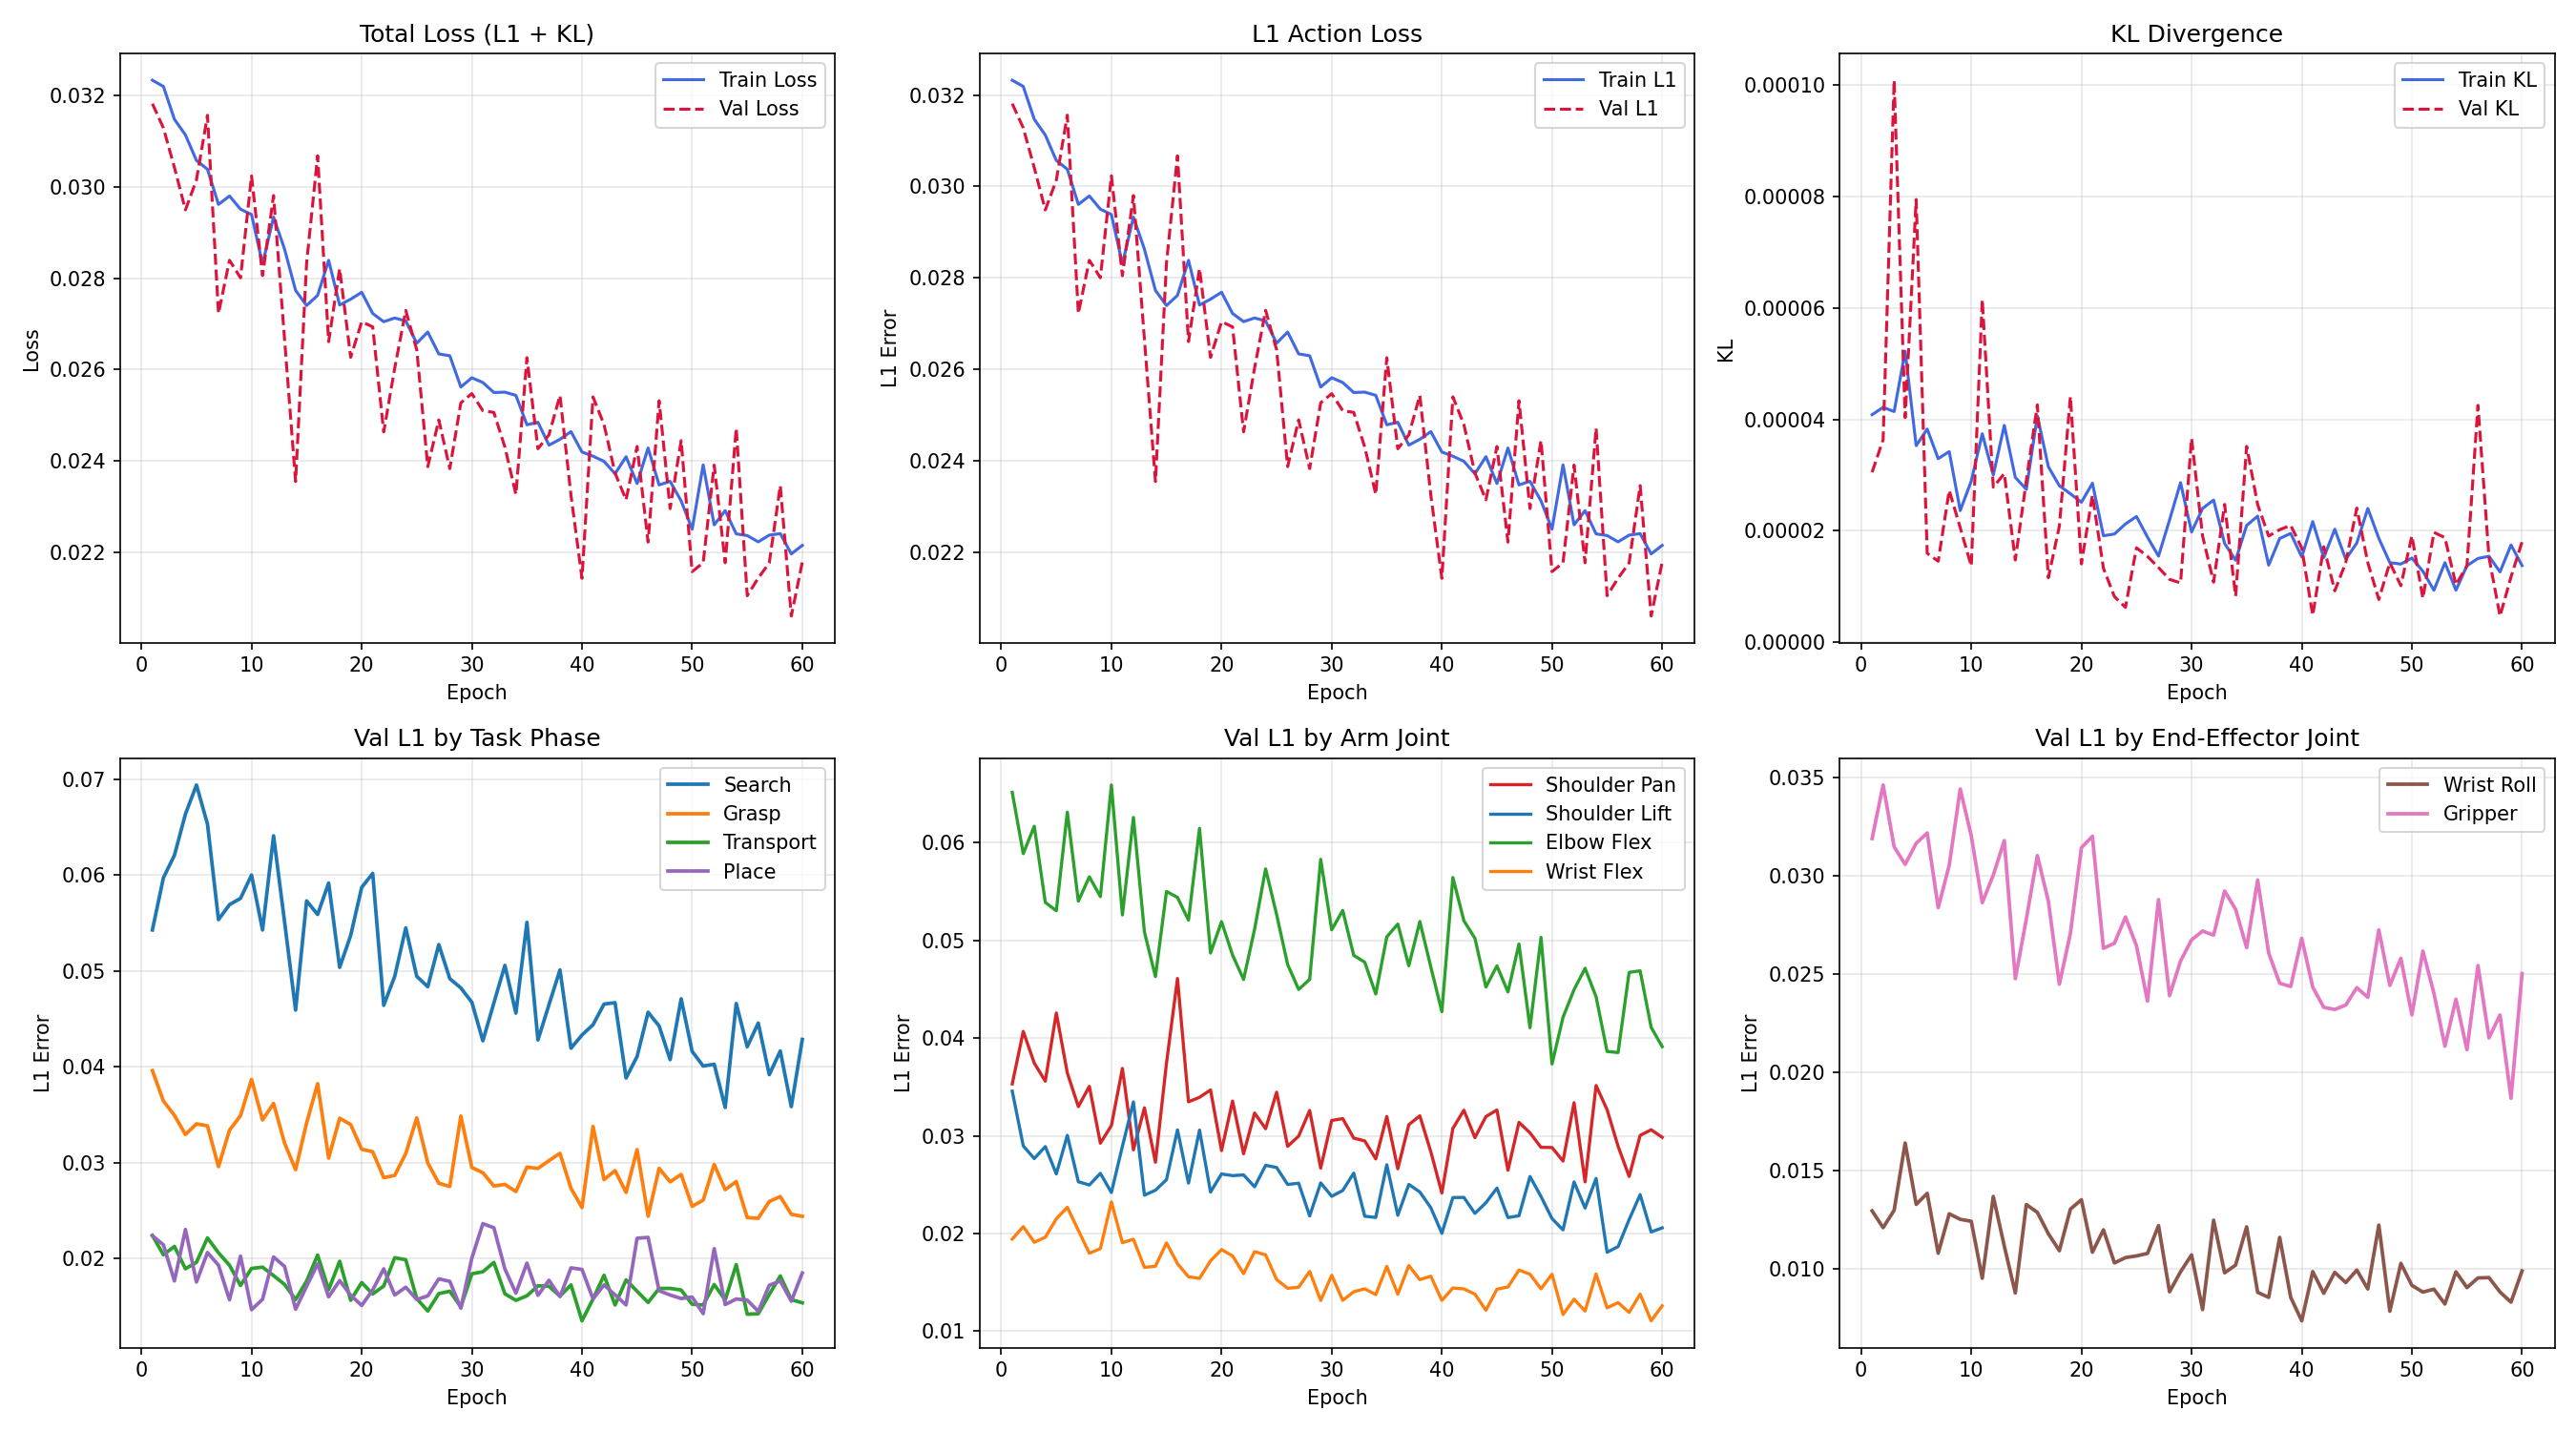 Total Loss (L1 + KL)
Train Loss
Val Loss
0.032
0.030
0.028
0.026
0.024
0.022
Loss
0 10 20 30 40 50 60
Epoch
L1 Action Loss
Train L1
Val L1
0.032
0.030
0.028
0.026
0.024
0.022
L1 Error
0 10 20 30 40 50 60
Epoch
KL Divergence
Train KL
Val KL
0.00010
0.00008
0.00006
0.00004
0.00002
0.00000
KL
0 10 20 30 40 50 60
Epoch
Val L1 by Task Phase
Search
Grasp
Transport
Place
0.07
0.06
0.05
0.04
0.03
0.02
L1 Error
0 10 20 30 40 50 60
Epoch
Val L1 by Arm Joint
Shoulder Pan
Shoulder Lift
Elbow Flex
Wrist Flex
0.06
0.05
0.04
0.03
0.02
0.01
L1 Error
0 10 20 30 40 50 60
Epoch
Val L1 by End-Effector Joint
Wrist Roll
Gripper
0.035
0.030
0.025
0.020
0.015
0.010
L1 Error
0 10 20 30 40 50 60
Epoch